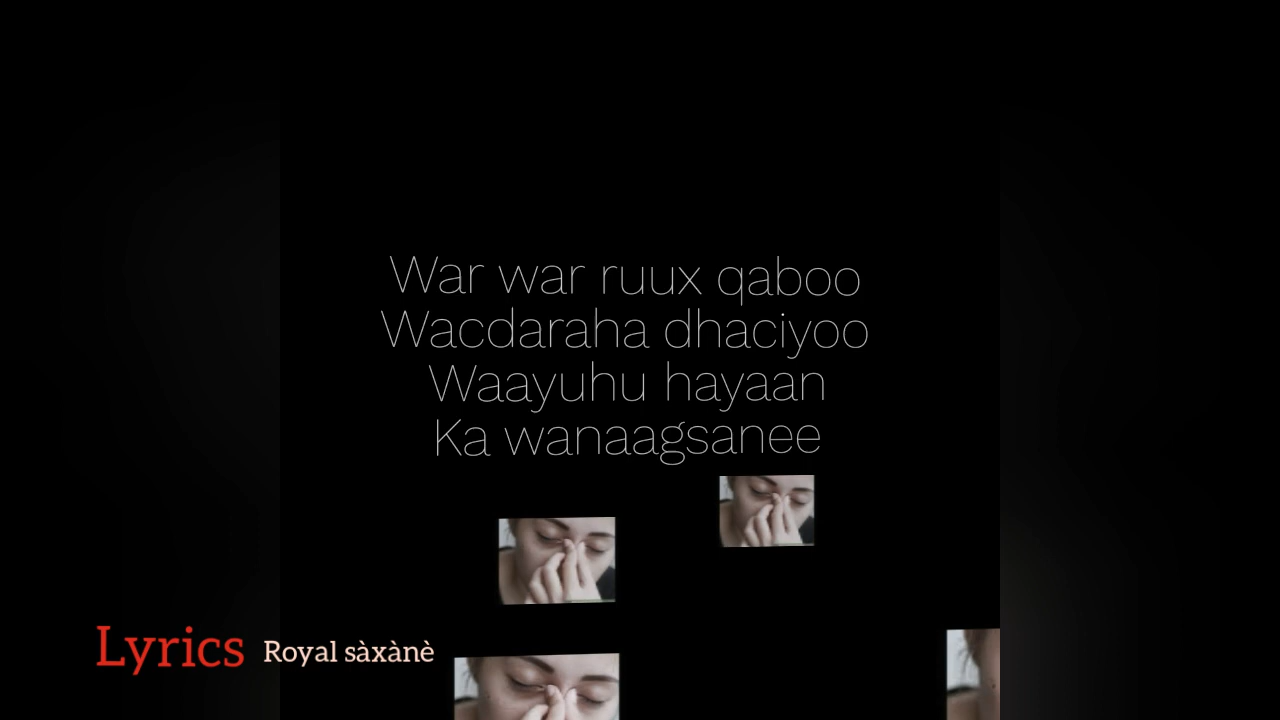 War war ruux qaboo
Wacdaraha dhaciyoo
Waayuhu hayaan
Ka wanaagsanee
Lyrics Royal sàxànè